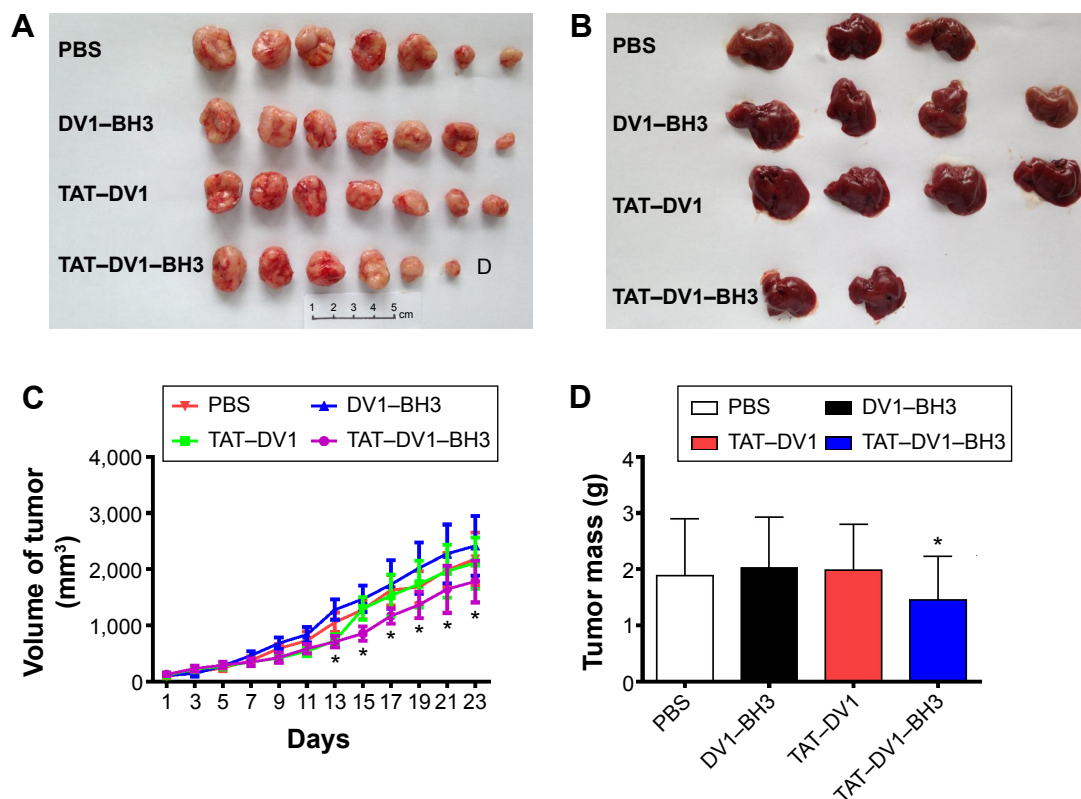 A
PBS
DV1–BH3
TAT–DV1
TAT–DV1–BH3
D
1 2 3 4 5 cm
B
PBS
DV1–BH3
TAT–DV1
TAT–DV1–BH3
C
PBS
DV1–BH3
TAT–DV1
TAT–DV1–BH3
Volume of tumor
(mm³)
4,000
3,000
2,000
1,000
0
* * * * * *
1 3 5 7 9 11 13 15 17 19 21 23
Days
D
PBS
DV1–BH3
TAT–DV1
TAT–DV1–BH3
Tumor mass (g)
4
3
2
1
0
*
PBS
DV1–BH3
TAT–DV1
TAT–DV1–BH3